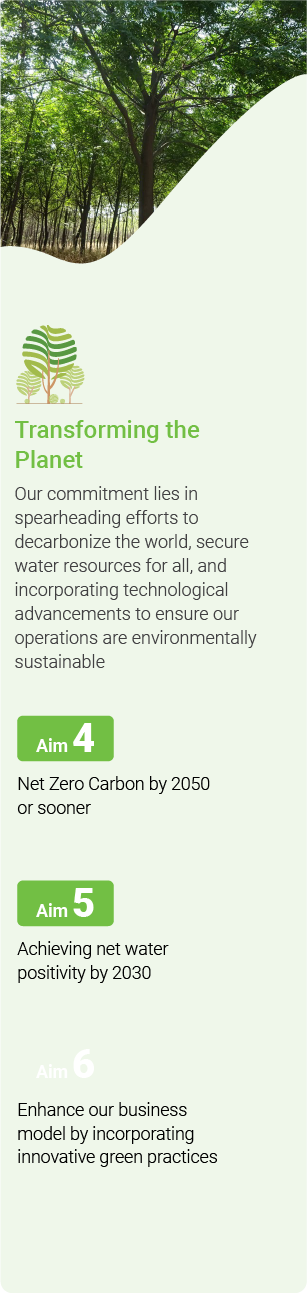 Transforming the
Planet
Our commitment lies in
spearheading efforts to
decarbonize the world, secure
water resources for all, and
incorporating technological
advancements to ensure our
operations are environmentally
sustainable
Aim 4
Net Zero Carbon by 2050
or sooner
Aim 5
Achieving net water
positivity by 2030
Aim 6
Enhance our business
model by incorporating
innovative green practices